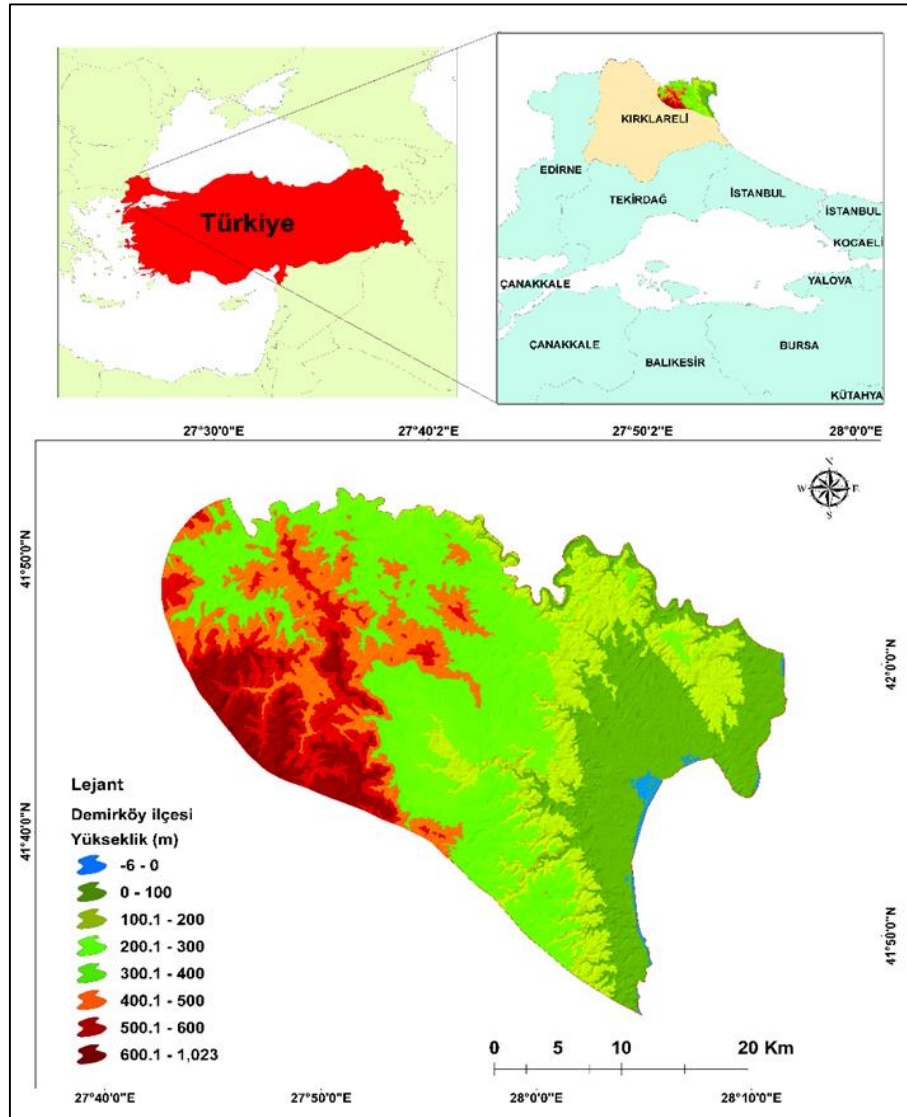 Türkiye
KIRKLARELİ
EDİRNE
TEKİRDAĞ
İSTANBUL
İSTANBUL
KOCAELİ
ÇANAKKALE
YALOVA
ÇANAKKALE
BALIKESİR
BURSA
KÜTAHYA
27°30'0"E
27°40'2"E
27°50'2"E
28°0'0"E
N
W
E
S
41°50'0"N
42°0'0"N
41°40'0"N
41°50'0"N
Lejant
Demirköy ilçesi
Yükseklik (m)
-6 - 0
0 - 100
100.1 - 200
200.1 - 300
300.1 - 400
400.1 - 500
500.1 - 600
600.1 - 1,023
0 5 10 20 Km
27°40'0"E
27°50'0"E
28°0'0"E
28°10'0"E